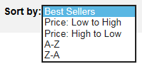 Sort by: Best Sellers
Price: Low to High
Price: High to Low
A-Z
Z-A